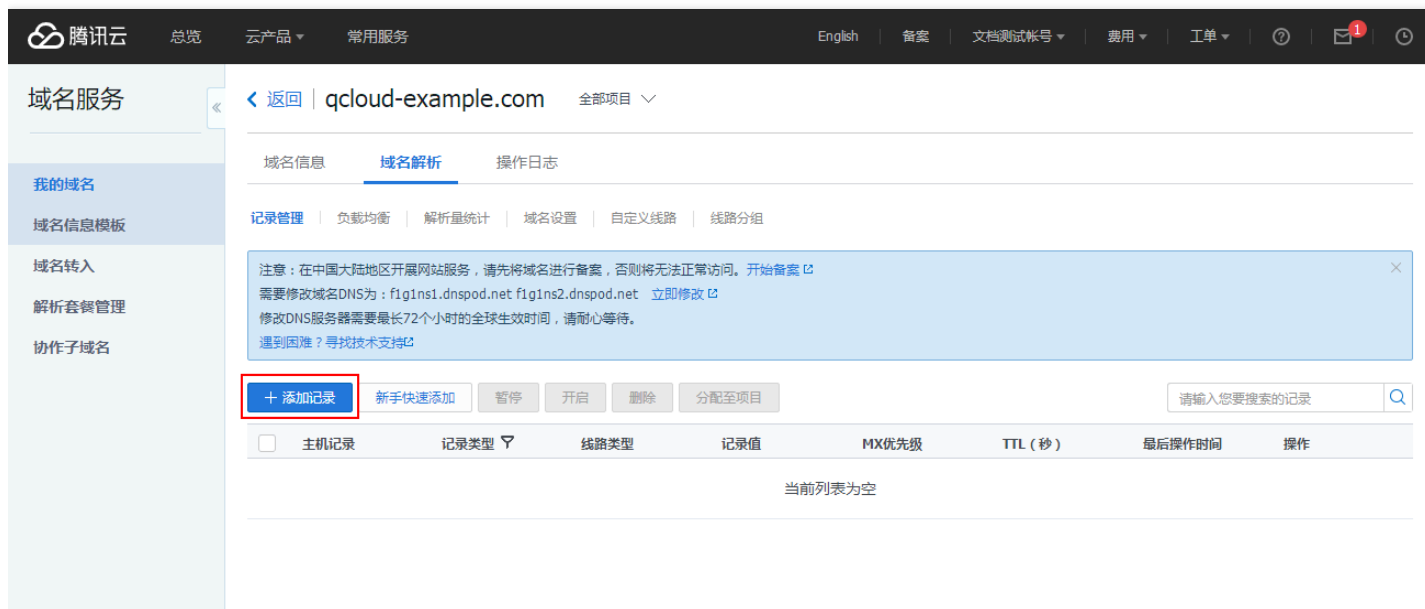 腾讯云 总览 云产品 常用服务 English 备案 文档测试帐号 费用 工单 1
域名服务
返回 qcloud-example.com 全部项目
域名信息 域名解析 操作日志
我的域名
域名信息模板
域名转入
解析套餐管理
协作子域名
记录管理 负载均衡 解析量统计 域名设置 自定义线路 线路分组
注意：在中国大陆地区开展网站服务，请先将域名进行备案，否则将无法正常访问。开始备案
需要修改域名DNS为：f1g1ns1.dnspod.net f1g1ns2.dnspod.net 立即修改
修改DNS服务器需要最长72个小时的全球生效时间，请耐心等待。
遇到困难？寻找技术支持
添加记录 新手快速添加 暂停 开启 删除 分配至项目 请输入您要搜索的记录
主机记录 记录类型 线路类型 记录值 MX优先级 TTL（秒） 最后操作时间 操作
当前列表为空